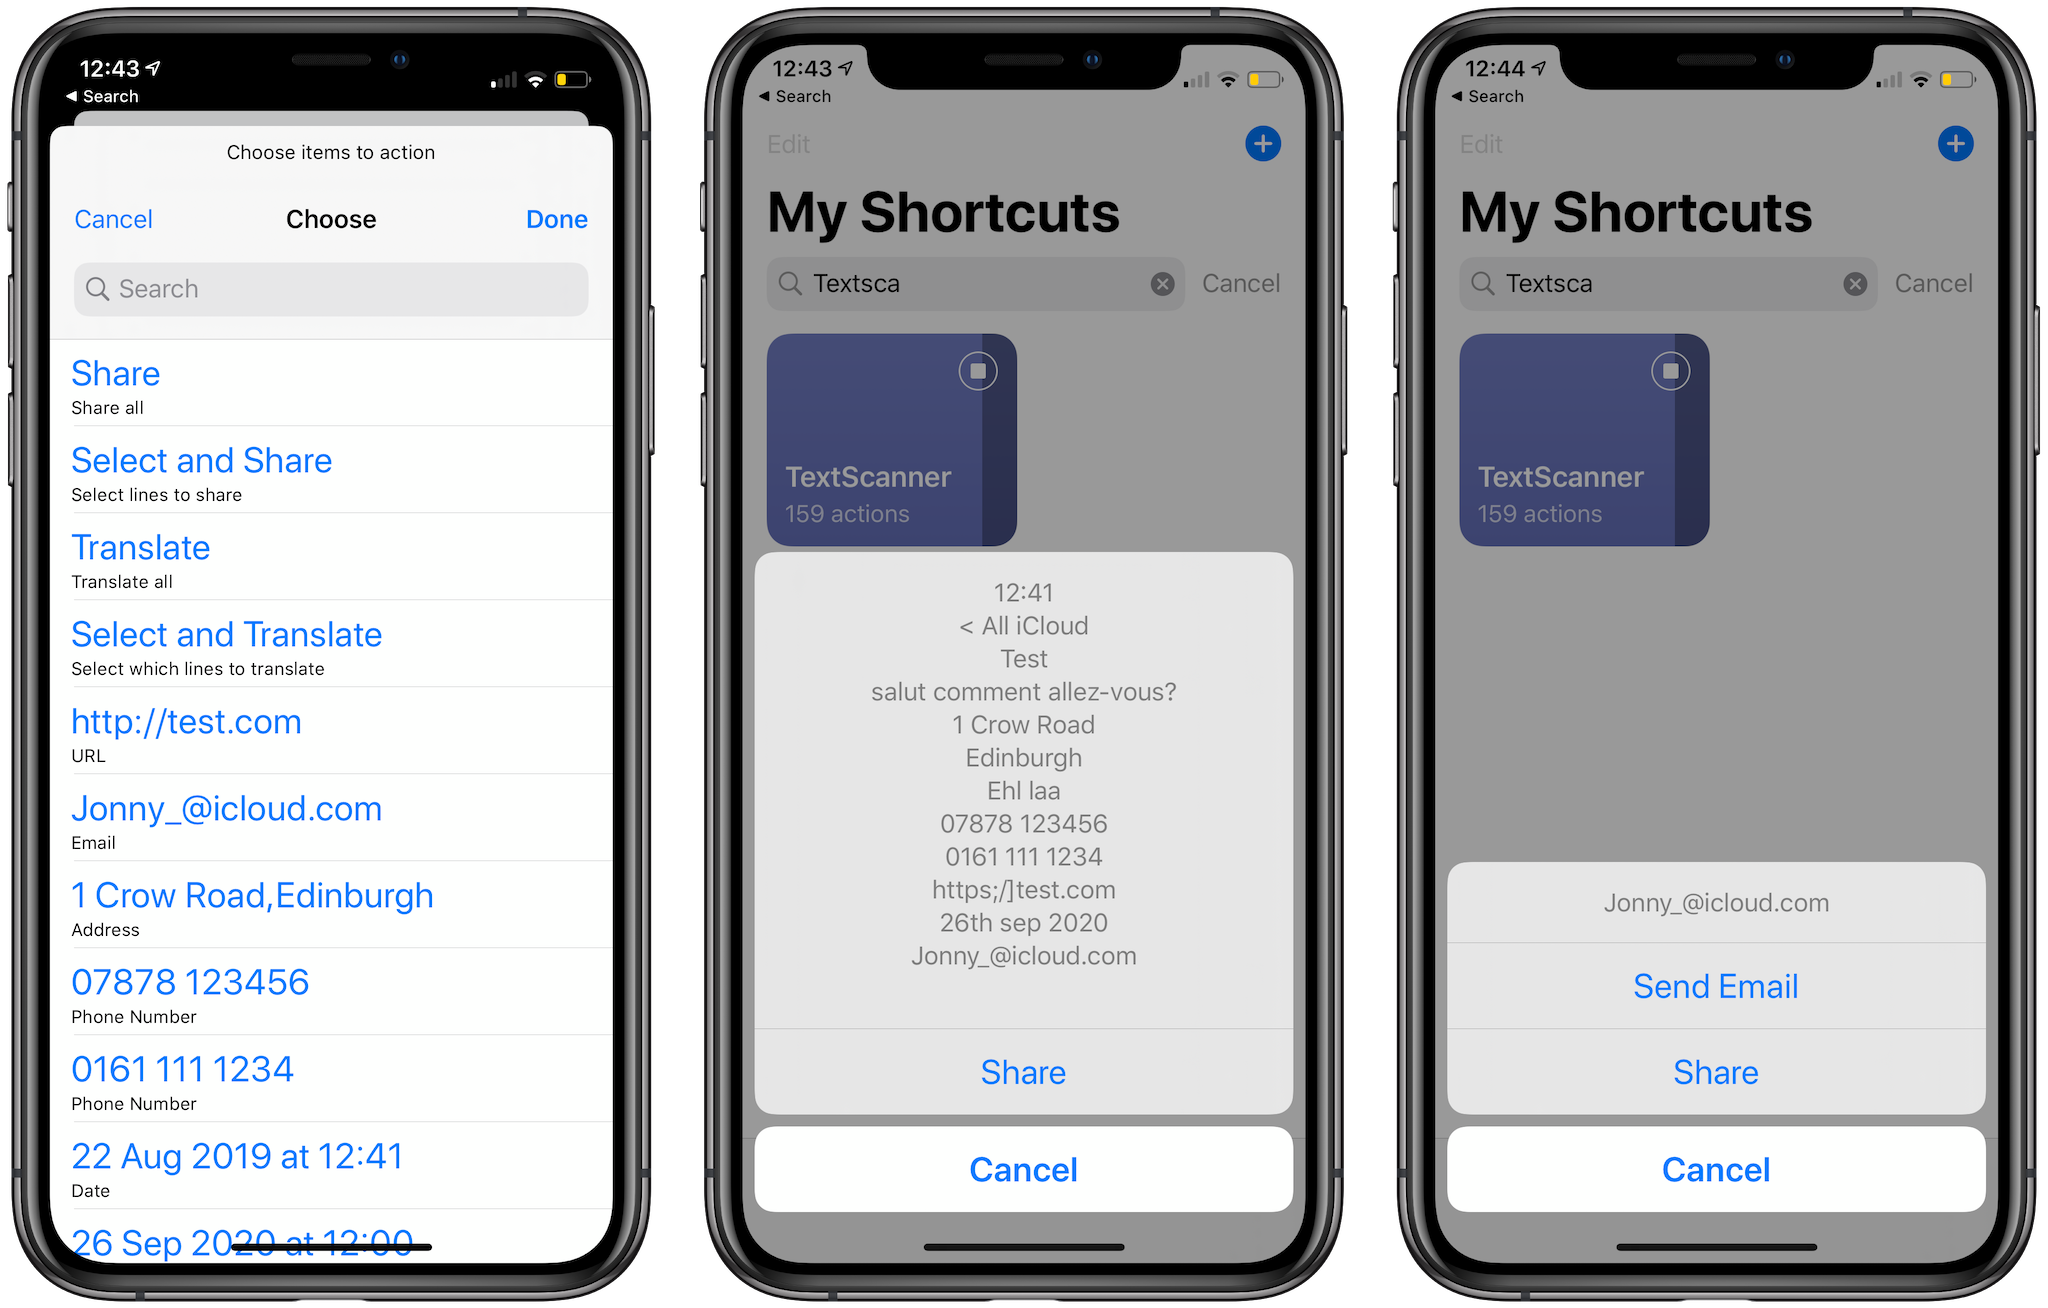 12:43
◀ Search
Choose items to action
Cancel Choose Done
Search
Share
Share all
Select and Share
Select lines to share
Translate
Translate all
Select and Translate
Select which lines to translate
http://test.com
URL
Jonny_@icloud.com
Email
1 Crow Road,Edinburgh
Address
07878 123456
Phone Number
0161 111 1234
Phone Number
22 Aug 2019 at 12:41
Date
26 Sep 2020 at 12:00
12:43
◀ Search
Edit
My Shortcuts
Textsca Cancel
TextScanner
159 actions
12:41
< All iCloud
Test
salut comment allez-vous?
1 Crow Road
Edinburgh
Ehl laa
07878 123456
0161 111 1234
https;/]test.com
26th sep 2020
Jonny_@icloud.com
Share
Cancel
12:44
◀ Search
Edit
My Shortcuts
Textsca Cancel
TextScanner
159 actions
Jonny_@icloud.com
Send Email
Share
Cancel